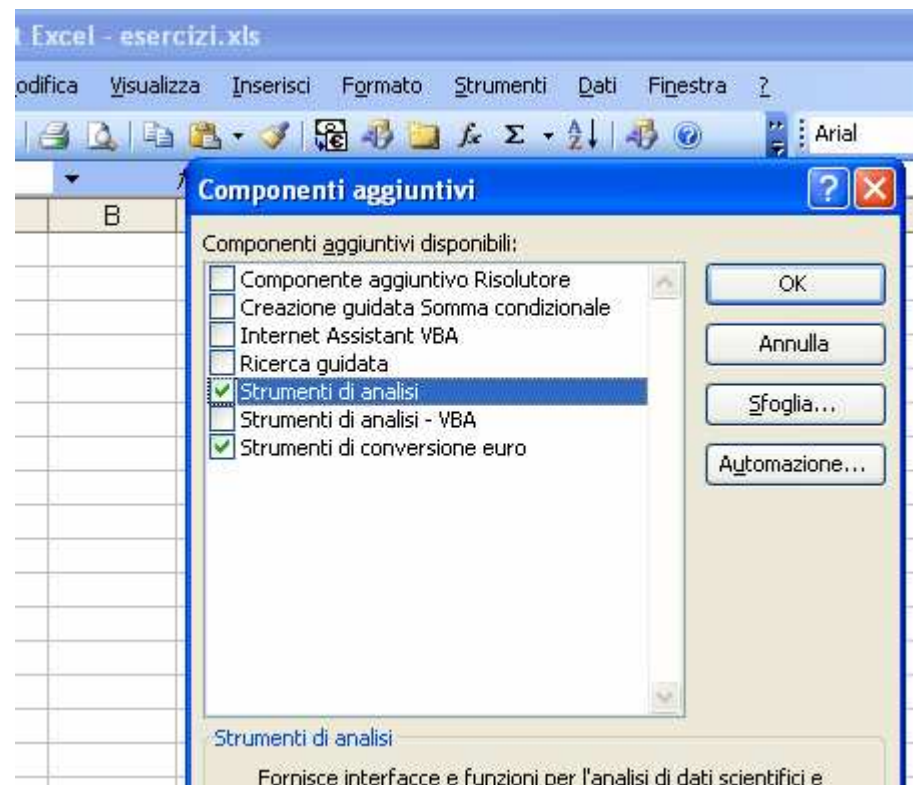 Excel - esercizi.xls
Visualizza Inserisci Formato Strumenti Dati Finestra ?
Arial
B
Componenti aggiuntivi
Componenti aggiuntivi disponibili:
Componente aggiuntivo Risolutore
Creazione guidata Somma condizionale
Internet Assistant VBA
Ricerca guidata
Strumenti di analisi
Strumenti di analisi - VBA
Strumenti di conversione euro
OK
Annulla
Sfoglia...
Automazione...
Strumenti di analisi
Fornisce interfacce e funzioni per l'analisi di dati scientifici e